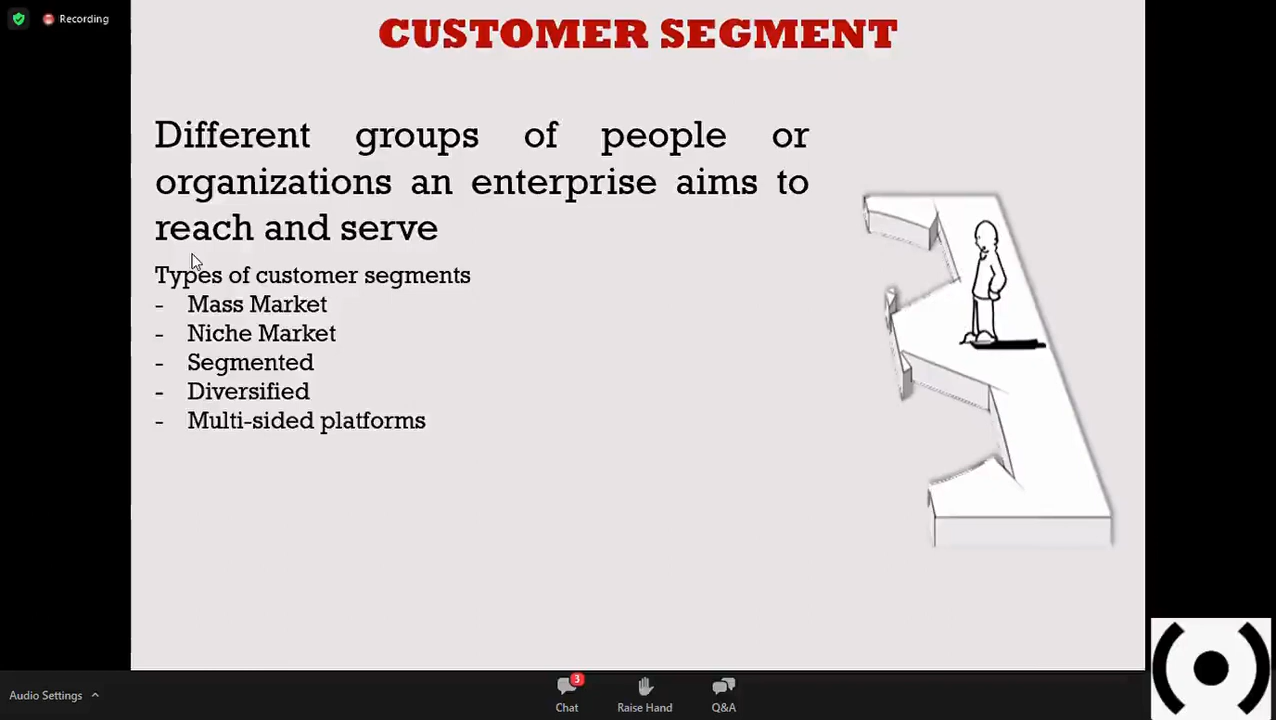 Recording
CUSTOMER SEGMENT
Different groups of people or
organizations an enterprise aims to
reach and serve
Types of customer segments
- Mass Market
- Niche Market
- Segmented
- Diversified
- Multi-sided platforms
Audio Settings
3
Chat
Raise Hand
Q&A